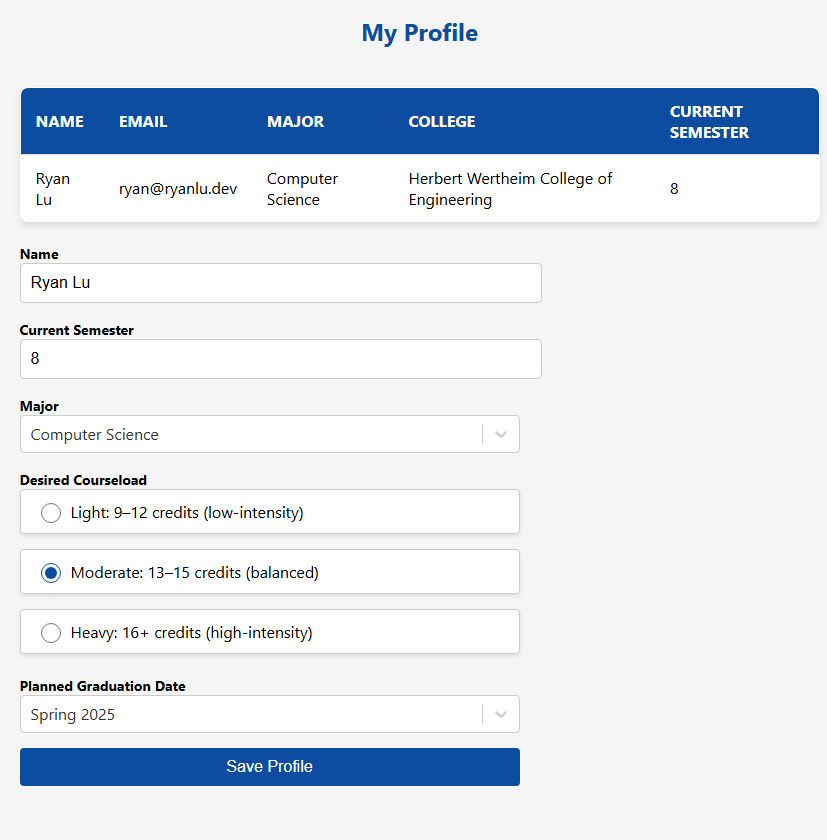 My Profile
NAME EMAIL MAJOR COLLEGE CURRENT SEMESTER
Ryan Lu ryan@ryanlu.dev Computer Science Herbert Wertheim College of Engineering 8
Name
Ryan Lu
Current Semester
8
Major
Computer Science
Desired Courseload
Light: 9–12 credits (low-intensity)
Moderate: 13–15 credits (balanced)
Heavy: 16+ credits (high-intensity)
Planned Graduation Date
Spring 2025
Save Profile